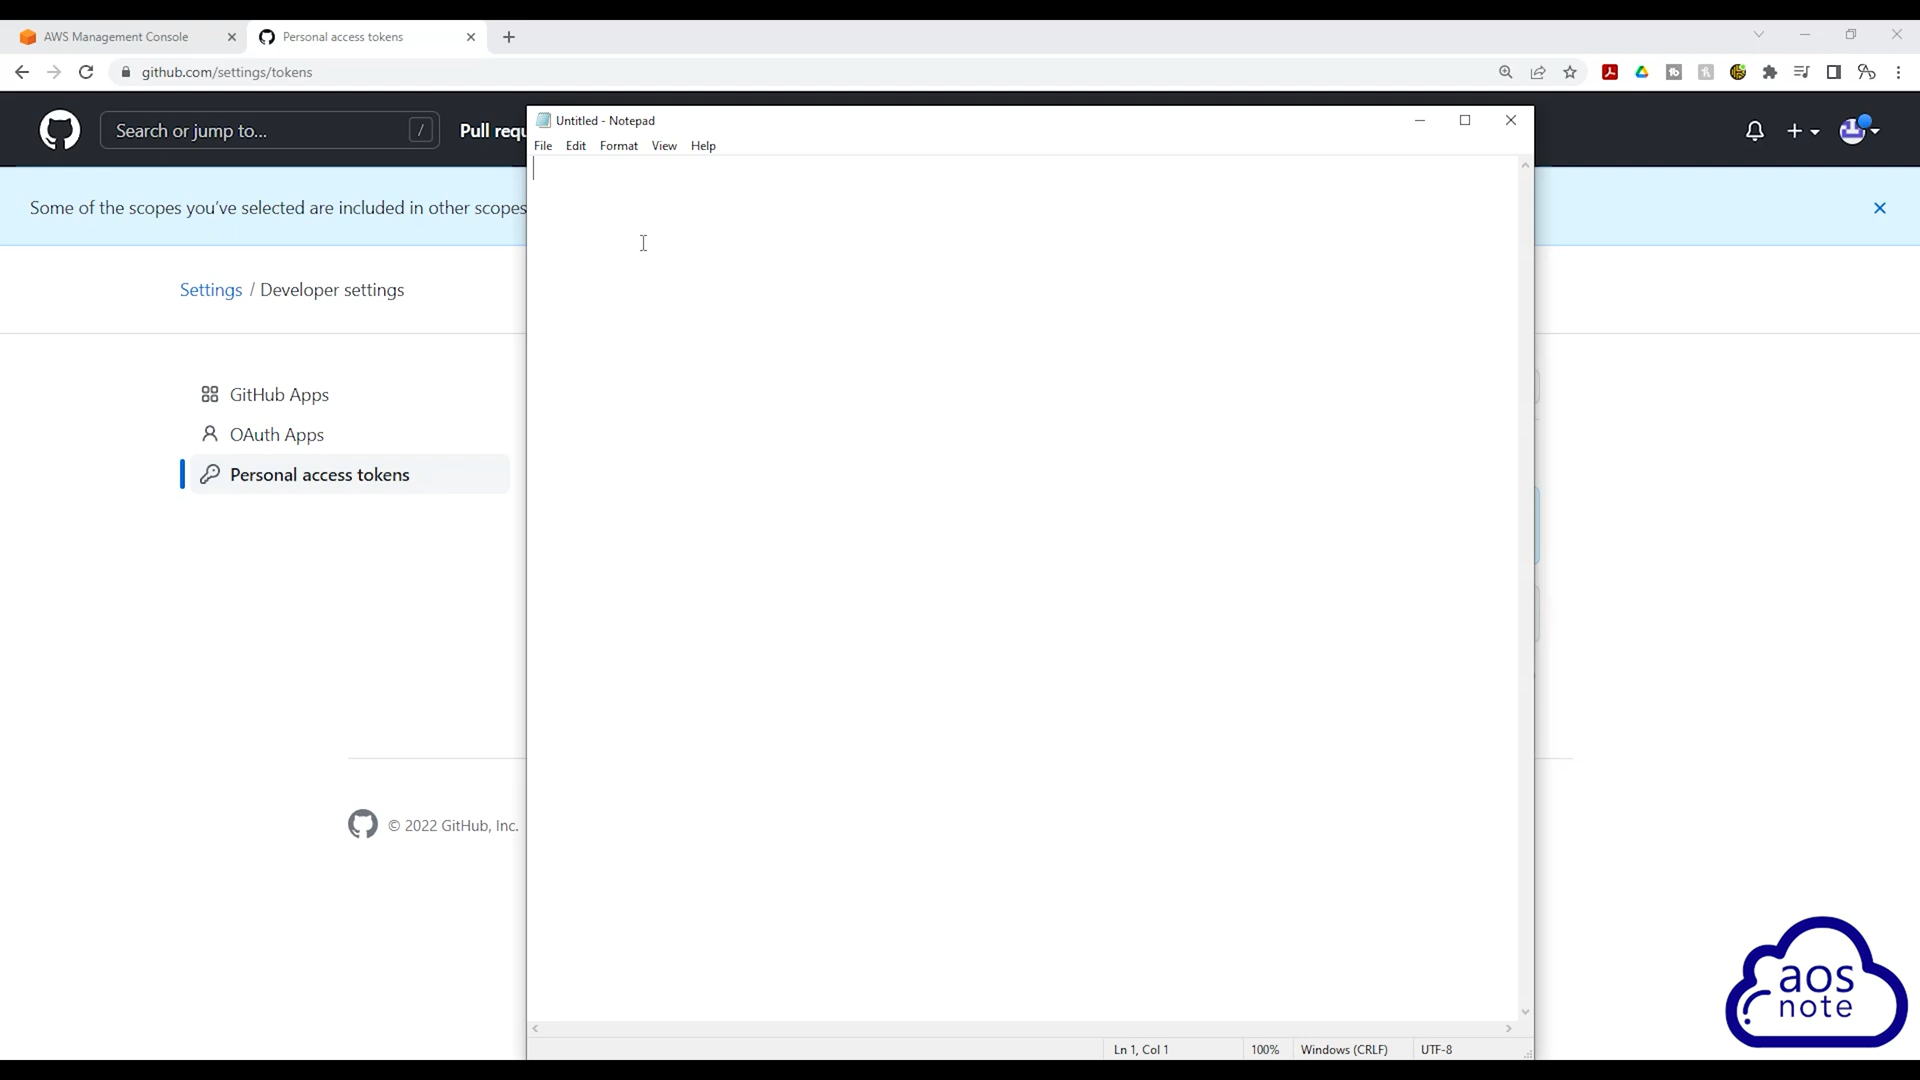 AWS Management Console
Personal access tokens
github.com/settings/tokens
Search or jump to...
/
Pull requ
Untitled - Notepad
File Edit Format View Help
Some of the scopes you've selected are included in other scopes
Settings / Developer settings
GitHub Apps
OAuth Apps
Personal access tokens
© 2022 GitHub, Inc.
aos
note
Ln 1, Col 1
100%
Windows (CRLF)
UTF-8